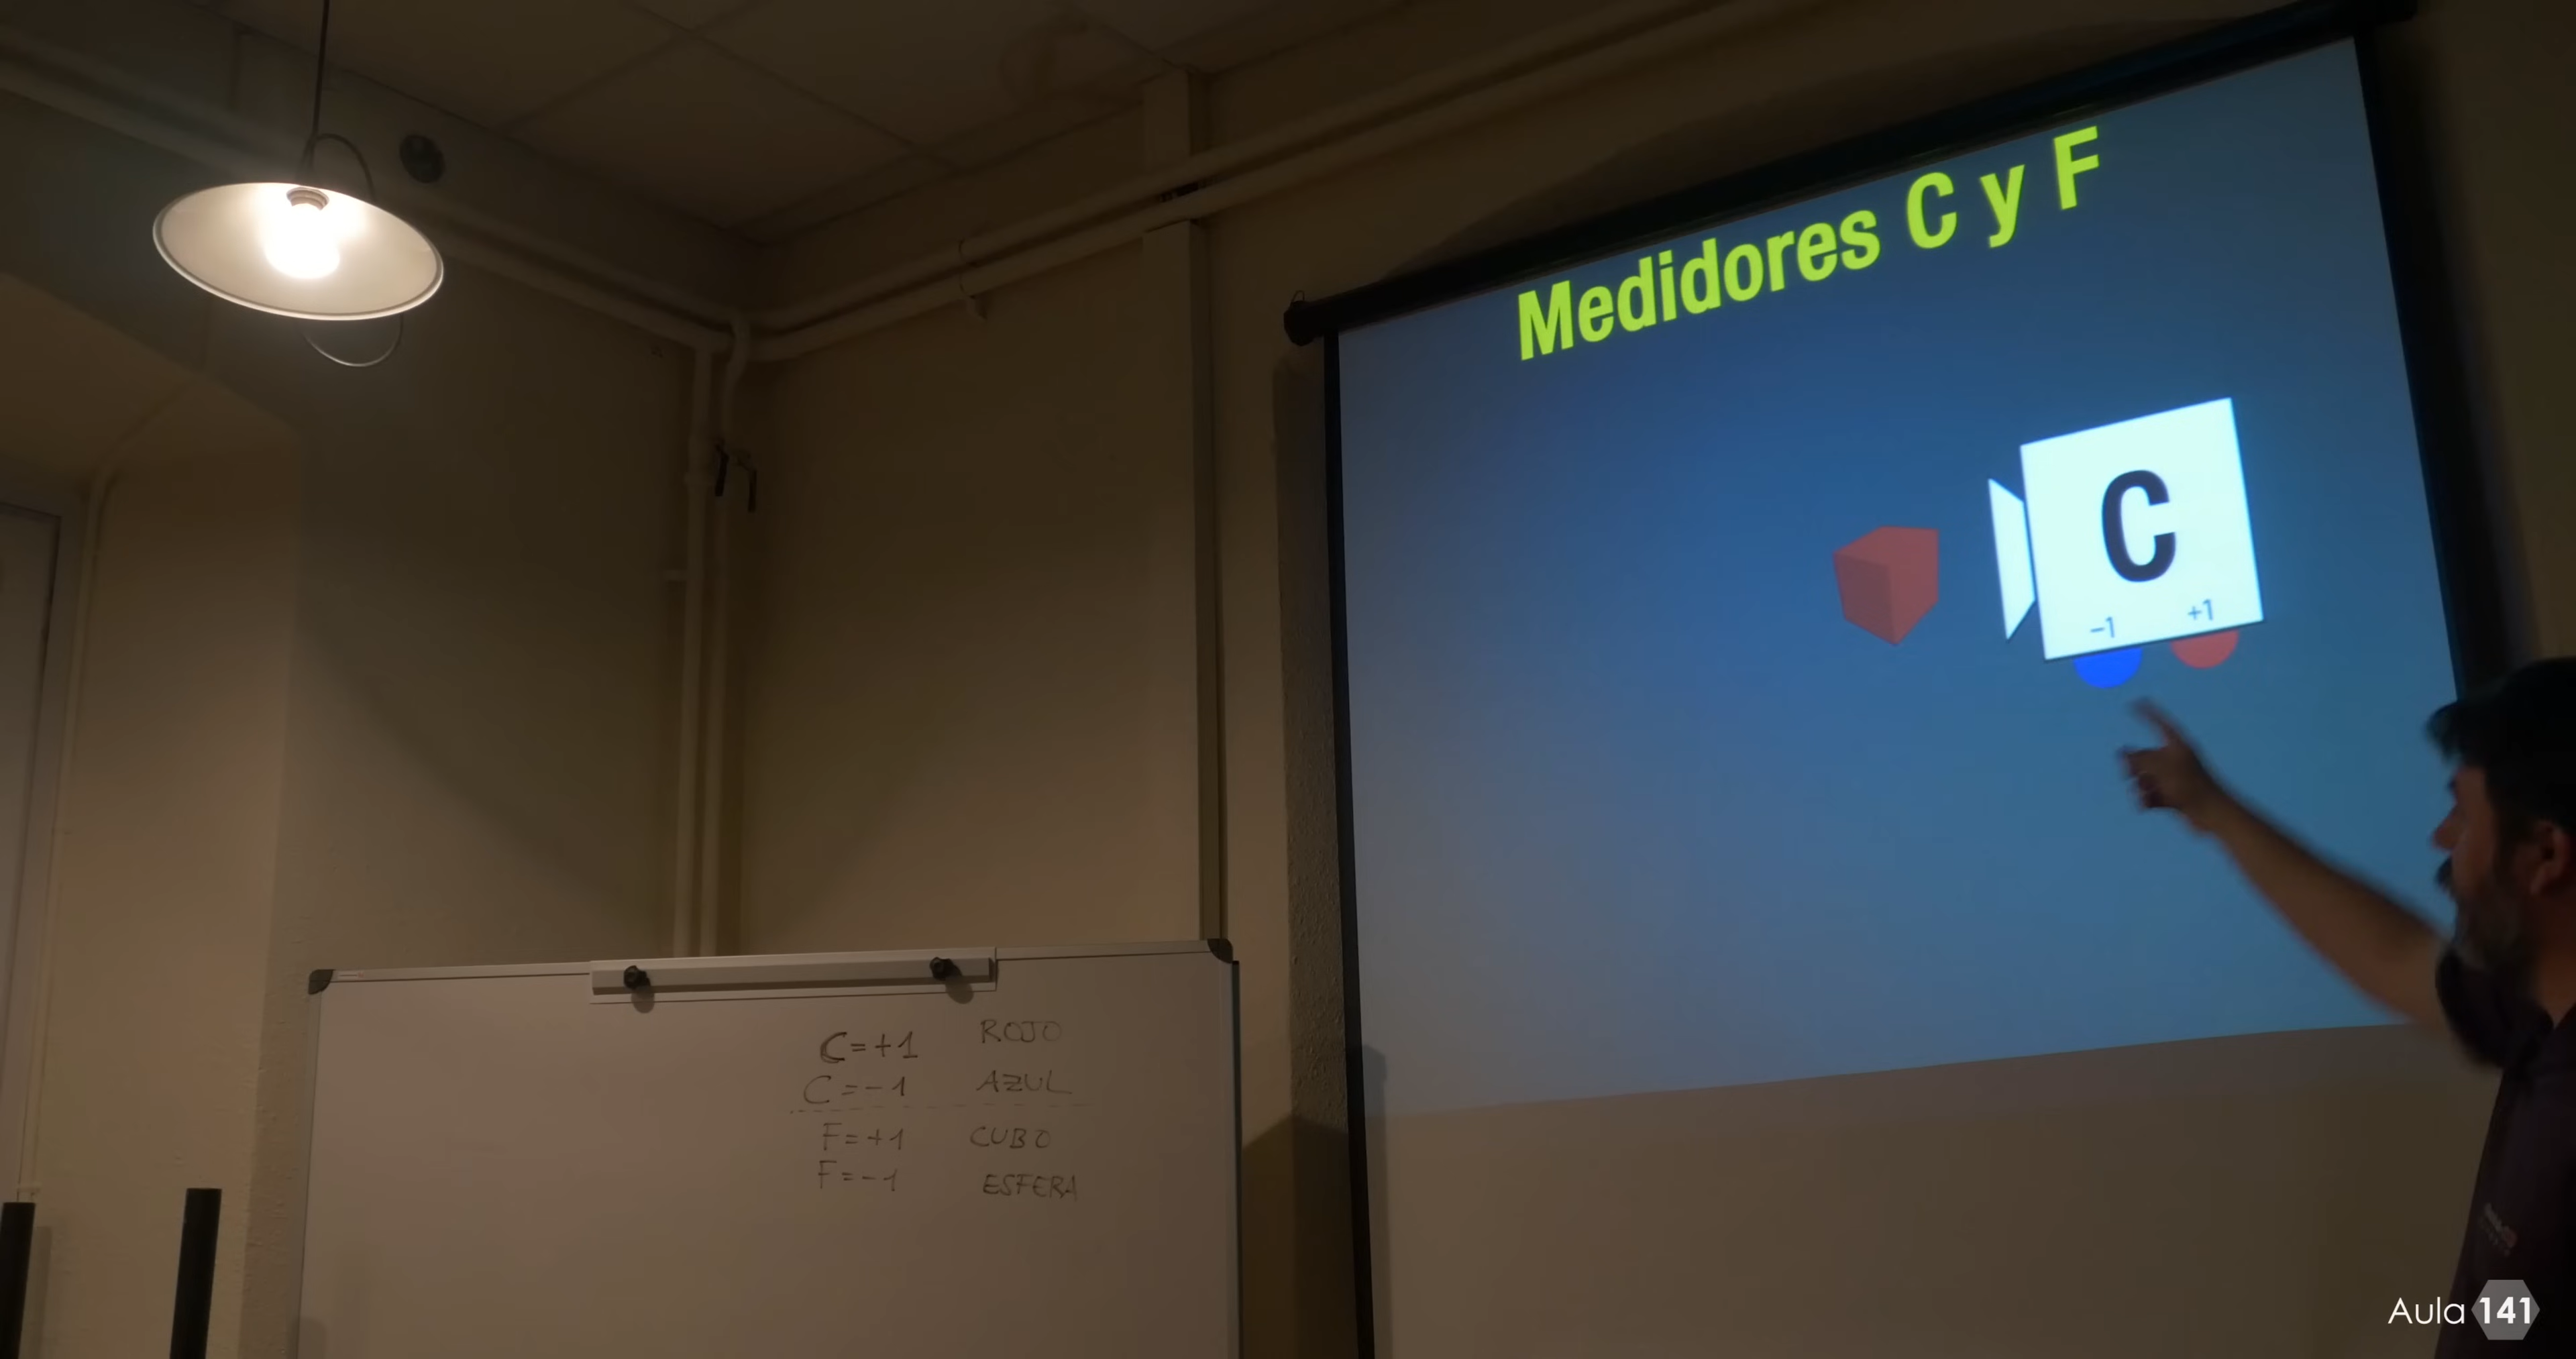 Medidores C y F
C
-1 +1
C=+1 ROJO
C=-1 AZUL
F=+1 CUBO
F=-1 ESFERA
Aula 141